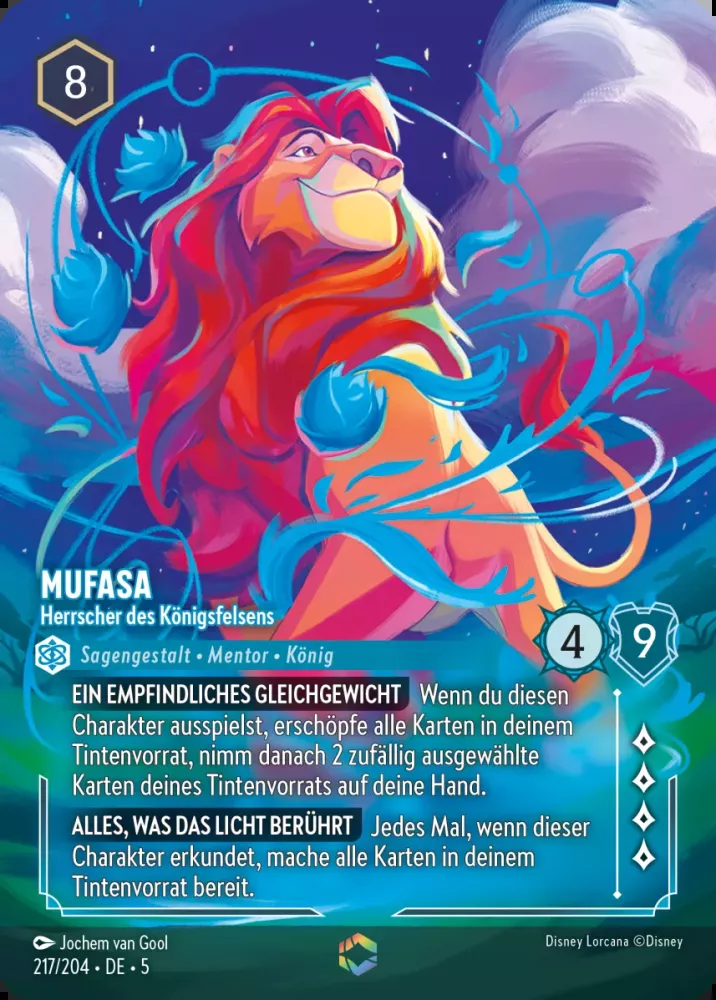 8
MUFASA
Herrscher des Königsfelsens
Sagengestalt • Mentor • König
4
9
EIN EMPFINDLICHES GLEICHGEWICHT Wenn du diesen
Charakter ausspielst, erschöpfe alle Karten in deinem
Tintenvorrat, nimm danach 2 zufällig ausgewählte
Karten deines Tintenvorrats auf deine Hand.
ALLES, WAS DAS LICHT BERÜHRT Jedes Mal, wenn dieser
Charakter erkundet, mache alle Karten in deinem
Tintenvorrat bereit.
Jochem van Gool
Disney Lorcana ©Disney
217/204 • DE • 5